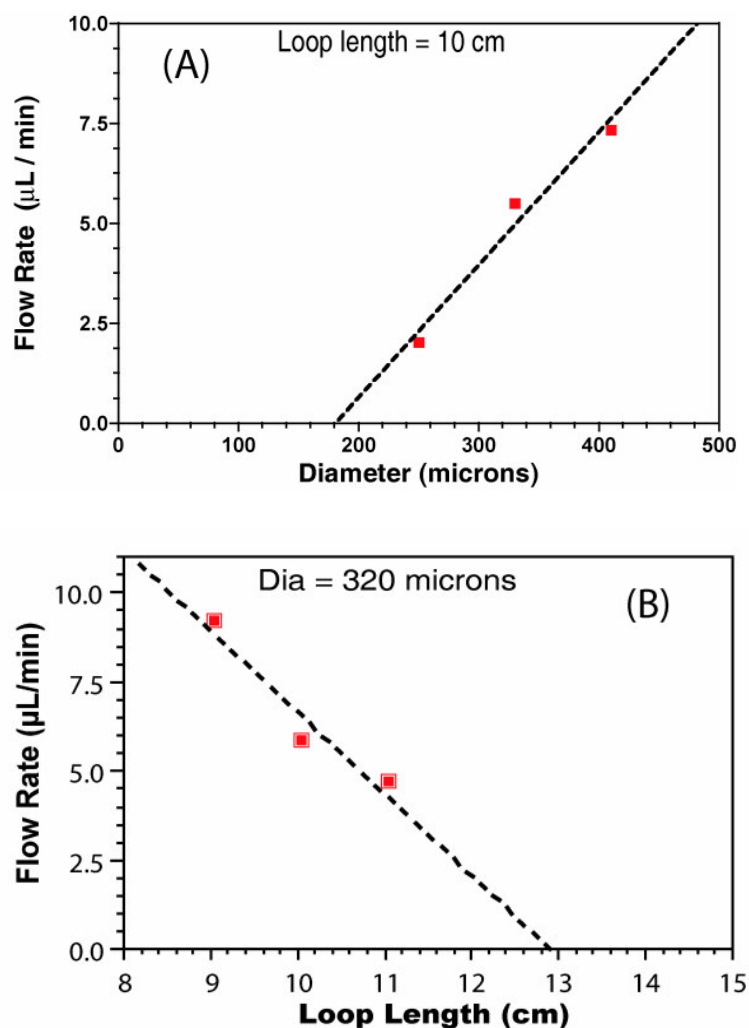 10.0
Loop length = 10 cm
(A)
7.5
5.0
2.5
0.0
Flow Rate (μL / min)
0 100 200 300 400 500
Diameter (microns)
Dia = 320 microns
(B)
10.0
7.5
5.0
2.5
0.0
Flow Rate (μL/min)
8 9 10 11 12 13 14 15
Loop Length (cm)